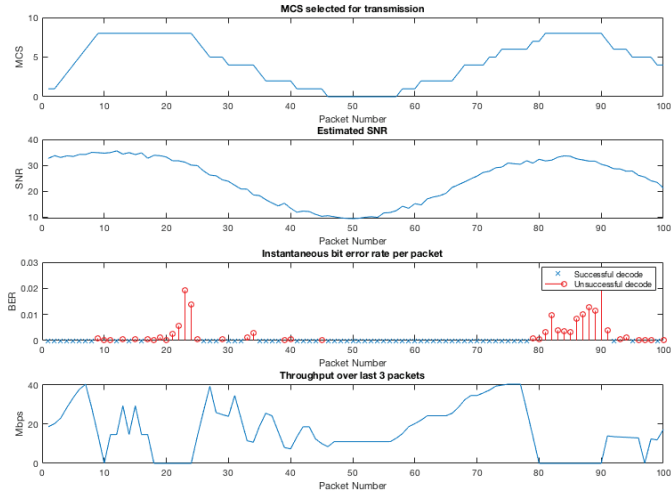 MCS selected for transmission
10
5
0
MCS
0 10 20 30 40 50 60 70 80 90 100
Packet Number
Estimated SNR
40
30
20
10
SNR
0 10 20 30 40 50 60 70 80 90 100
Packet Number
Instantaneous bit error rate per packet
0.03
0.02
0.01
0
BER
Successful decode
Unsuccessful decode
0 10 20 30 40 50 60 70 80 90 100
Packet Number
Throughput over last 3 packets
40
20
0
Mbps
0 10 20 30 40 50 60 70 80 90 100
Packet Number